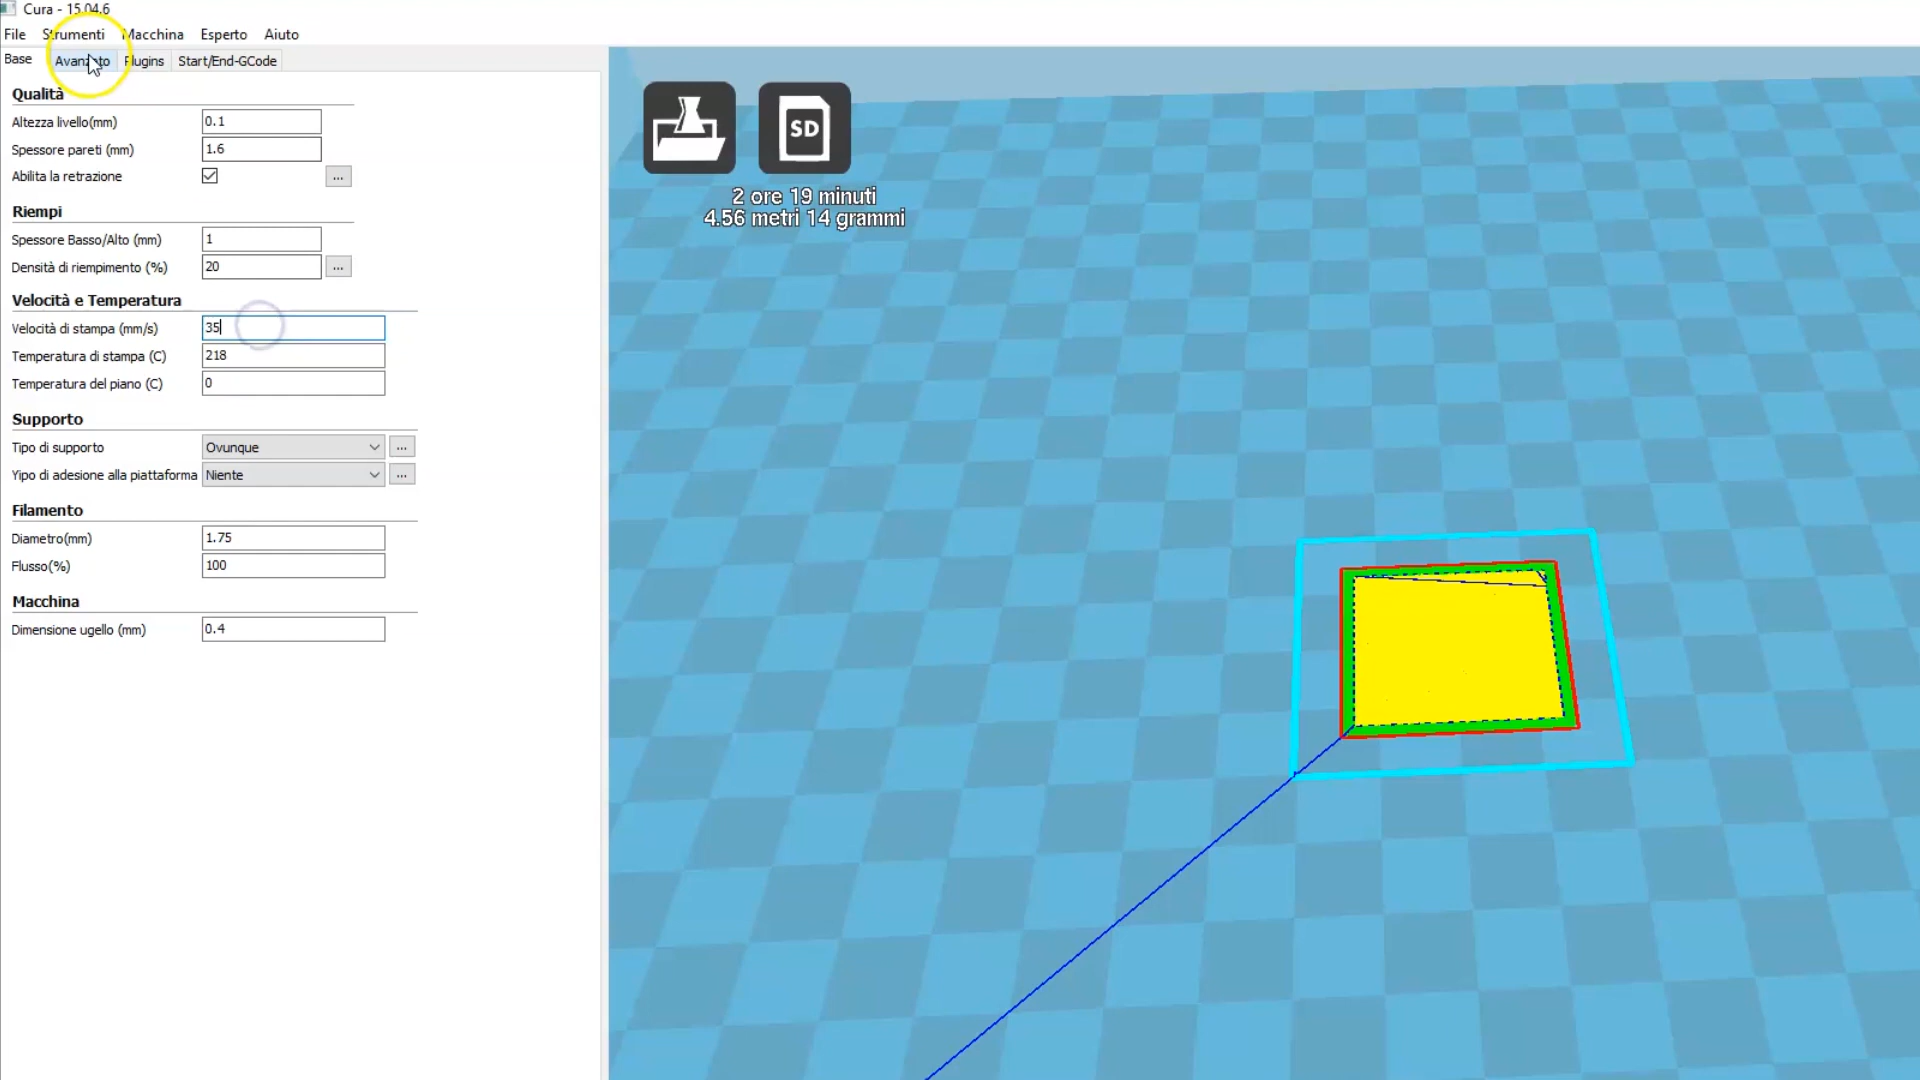 Cura - 15.04.6
File Strumenti Macchina Esperto Aiuto
Base Avanzato Plugins Start/End-GCode
Qualità
Altezza livello(mm) 0.1
Spessore pareti (mm) 1.6
Abilita la retrazione ...
Riempi
Spessore Basso/Alto (mm) 1
Densità di riempimento (%) 20 ...
Velocità e Temperatura
Velocità di stampa (mm/s) 35
Temperatura di stampa (C) 218
Temperatura del piano (C) 0
Supporto
Tipo di supporto Ovunque ...
Yipo di adesione alla piattaforma Niente ...
Filamento
Diametro(mm) 1.75
Flusso(%) 100
Macchina
Dimensione ugello (mm) 0.4
SD
2 ore 19 minuti
4.56 metri 14 grammi